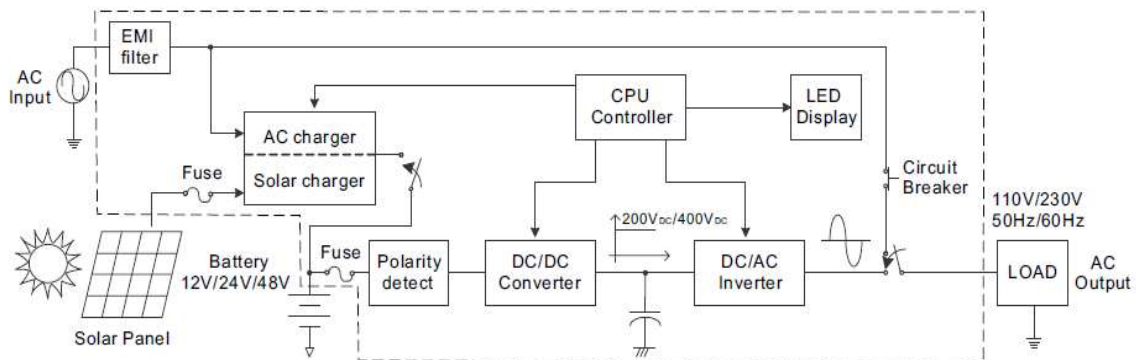 EMI
filter
AC
Input
CPU
Controller
LED
Display
AC charger
Solar charger
Fuse
Circuit
Breaker
110V/230V
50Hz/60Hz
200VDC/400VDC
Fuse
Battery
12V/24V/48V
Polarity
detect
DC/DC
Converter
DC/AC
Inverter
LOAD
AC
Output
Solar Panel